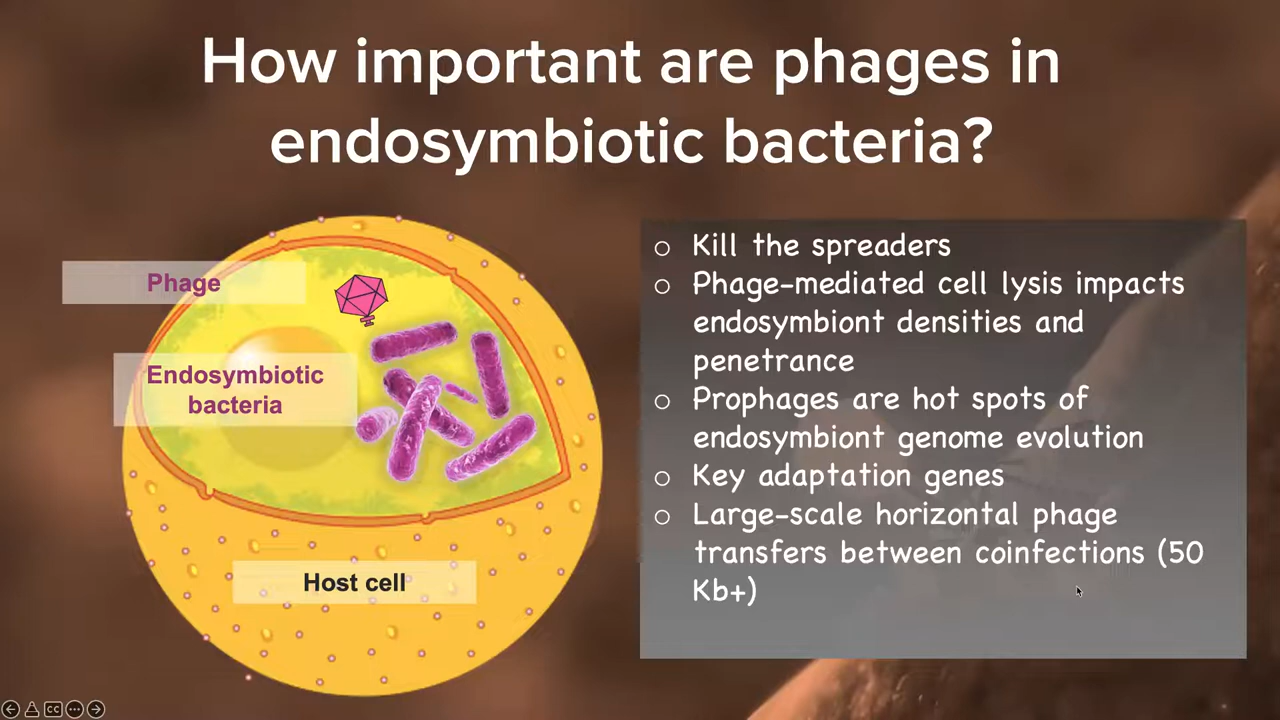 How important are phages in
endosymbiotic bacteria?
Phage
Endosymbiotic
bacteria
Host cell
○ Kill the spreaders
○ Phage-mediated cell lysis impacts
endosymbiont densities and
penetrance
○ Prophages are hot spots of
endosymbiont genome evolution
○ Key adaptation genes
○ Large-scale horizontal phage
transfers between coinfections (50
Kb+)
CC